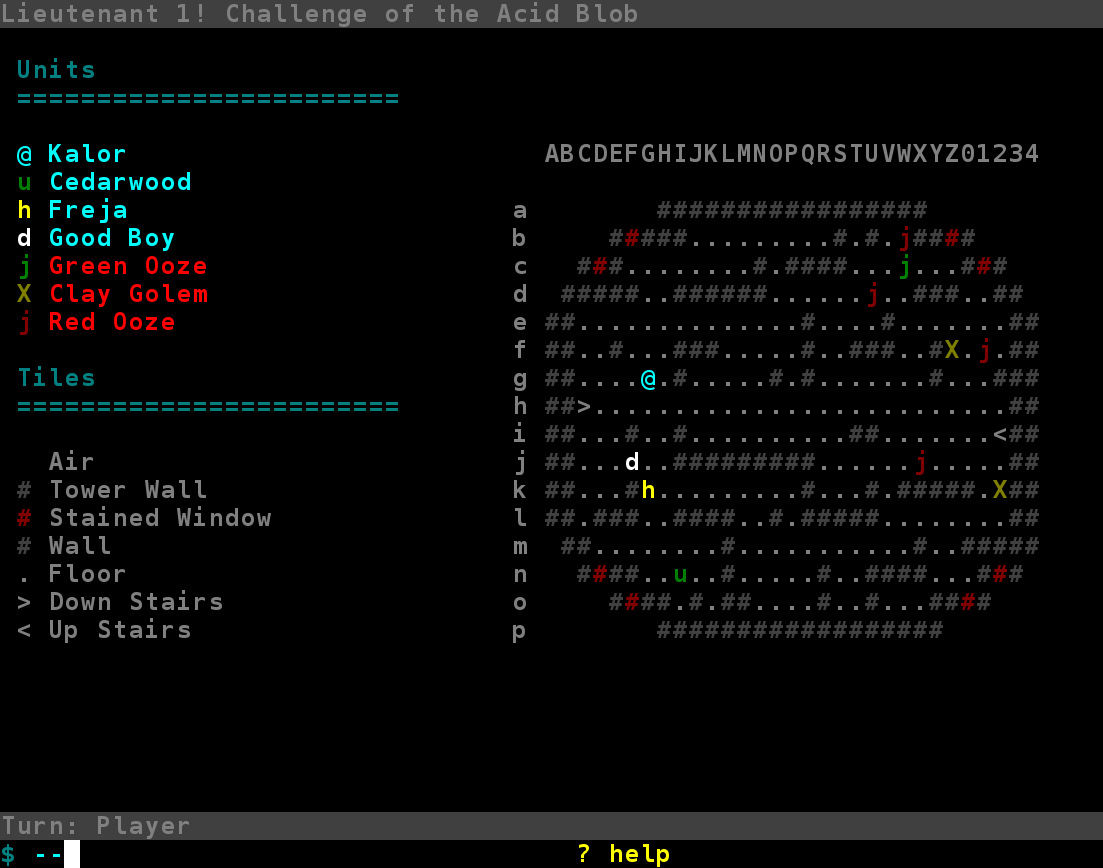 Lieutenant 1! Challenge of the Acid Blob
Units
========================
@ Kalor
u Cedarwood
h Freja
d Good Boy
j Green Ooze
X Clay Golem
j Red Ooze
Tiles
========================
Air
# Tower Wall
# Stained Window
# Wall
. Floor
> Down Stairs
< Up Stairs
ABCDEFGHIJKLMNOPQRSTUVWXYZ01234
a        #################
b     #####.........#.#.j####
c   ###........#.####...j...###
d  #####..######......j..###..##
e ##..............#....#.......##
f ##..#...###.....#..###..#X.j.##
g ##....@.#.....#.#.......#...###
h ##>..........................##
i ##...#..#..........##.......<##
j ##...d..#########......j.....##
k ##...#h.........#...#.#####.X##
l ##.###..####..#.#####........##
m  ##........#...........#..#####
n   ####..u..#.....#..####...###
o     ####.#.##....#..#...####
p        ##################
Turn: Player
$ -- ? help